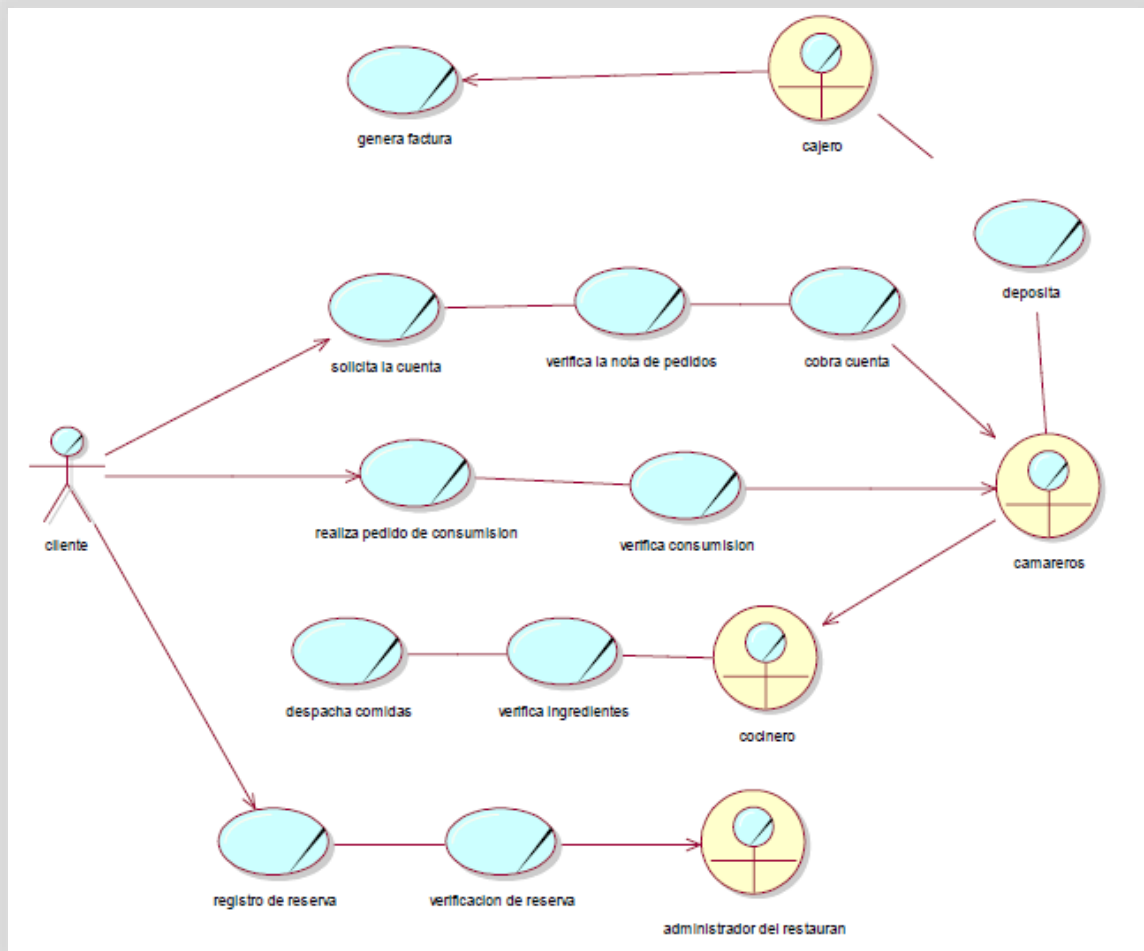 genera factura
cajero
deposita
solicita la cuenta
verifica la nota de pedidos
cobra cuenta
cliente
realiza pedido de consumision
verifica consumision
camareros
despacha comidas
verifica ingredientes
cocinero
registro de reserva
verificacion de reserva
administrador del restauran